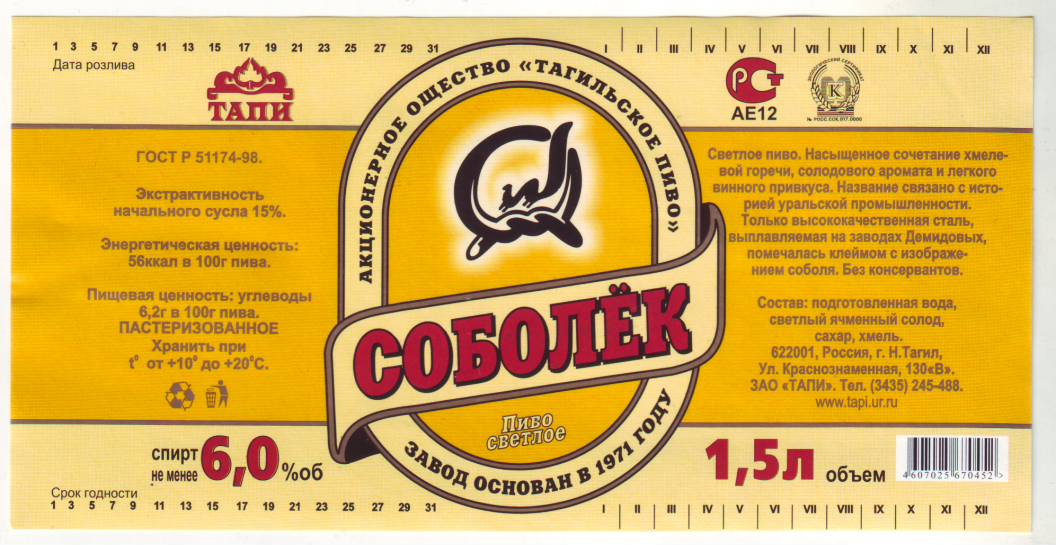 1 3 5 7 9 11 13 15 17 19 21 23 25 27 29 31
I II III IV V VI VII VIII IX X XI XII
Дата розлива
ТАПИ
ГОСТ Р 51174-98.
Экстрактивность
начального сусла 15%.
Энергетическая ценность:
56ккал в 100г пива.
Пищевая ценность: углеводы
6,2г в 100г пива.
ПАСТЕРИЗОВАННОЕ
Хранить при
t° от +10° до +20°С.
спирт
не менее 6,0 %об
Срок годности
1 3 5 7 9 11 13 15 17 19 21 23 25 27 29 31
АКЦИОНЕРНОЕ ОЩЕСТВО «ТАГИЛЬСКОЕ ПИВО»
СОБОЛЁК
Пиво
светлое
ЗАВОД ОСНОВАН В 1971 ГОДУ
РСТ
АЕ12
ЭКОЛОГИЧЕСКИЙ СЕРТИФИКАТ
К
Светлое пиво. Насыщенное сочетание хмеле-
вой горечи, солодового аромата и легкого
винного привкуса. Название связано с исто-
рией уральской промышленности.
Только высококачественная сталь,
выплавляемая на заводах Демидовых,
помечалась клеймом с изображе-
нием соболя. Без консервантов.
Состав: подготовленная вода,
светлый ячменный солод,
сахар, хмель.
622001, Россия, г. Н.Тагил,
Ул. Краснознаменная, 130«В».
ЗАО «ТАПИ». Тел. (3435) 245-488.
www.tapi.ur.ru
1,5л объем
4 607025 670452 >
I II III IV V VI VII VIII IX X XI XII